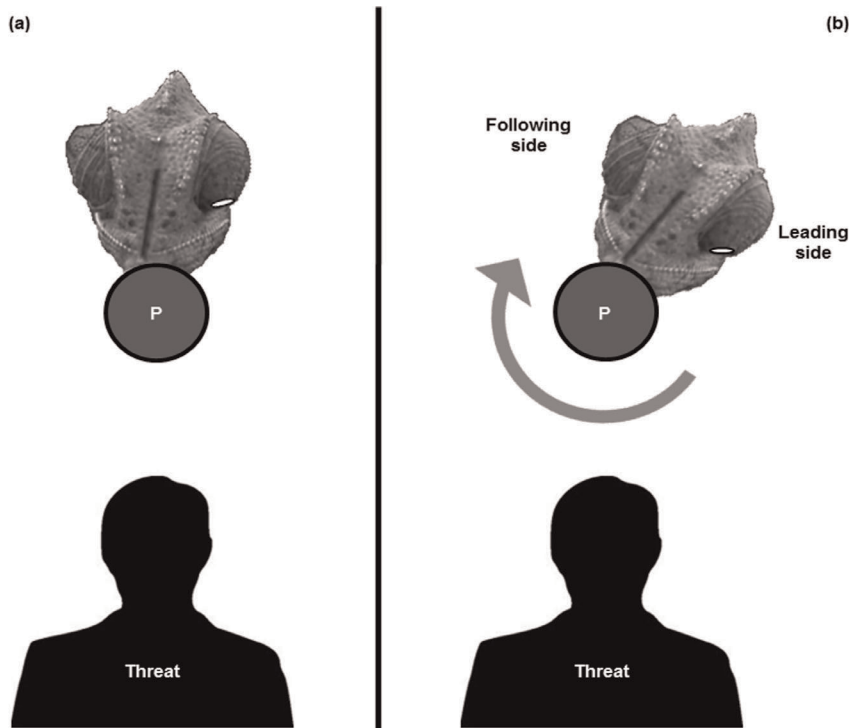 (a)
(b)
Following
side
Leading
side
P
P
Threat
Threat